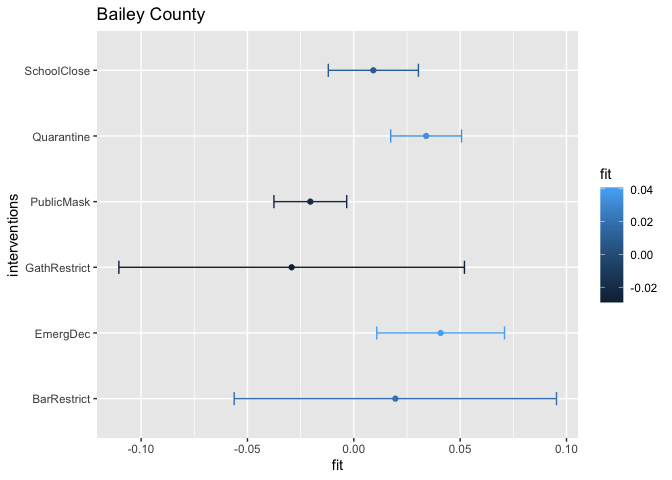 Bailey County
SchoolClose
Quarantine
PublicMask
GathRestrict
EmergDec
BarRestrict
interventions
-0.10
-0.05
0.00
0.05
0.10
fit
fit
0.04
0.02
0.00
-0.02